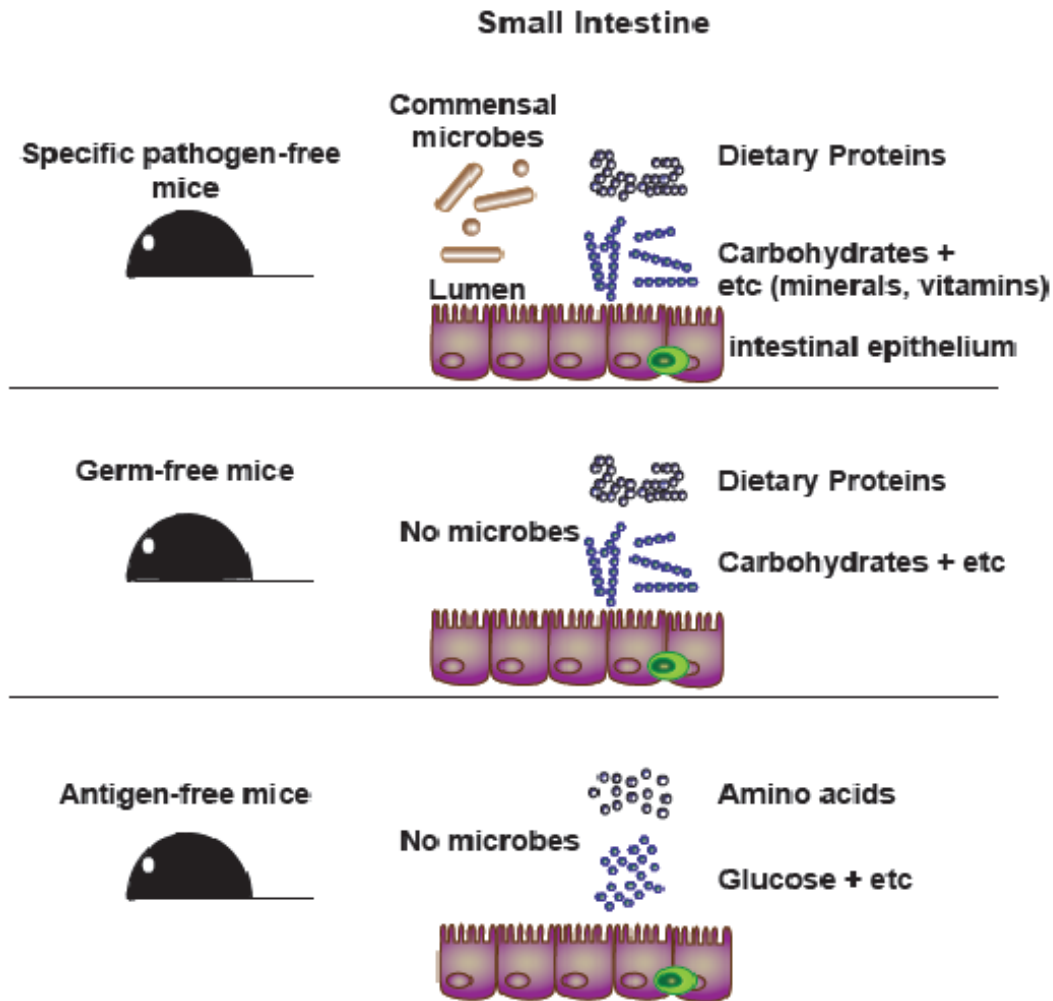 Small Intestine
Commensal
microbes
Specific pathogen-free
mice
Dietary Proteins
Carbohydrates +
etc (minerals, vitamins)
Lumen
intestinal epithelium
Germ-free mice
Dietary Proteins
No microbes
Carbohydrates + etc
Antigen-free mice
Amino acids
No microbes
Glucose + etc